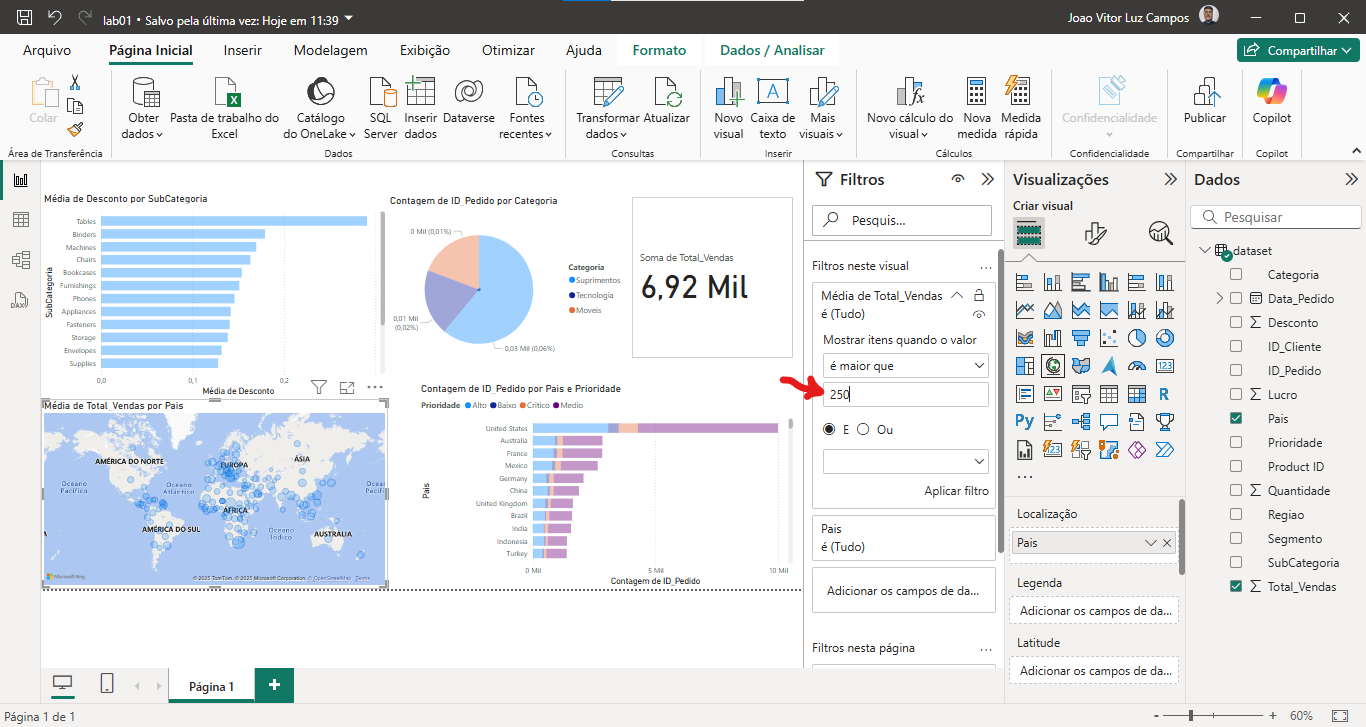 lab01 • Salvo pela última vez: Hoje em 11:39
Joao Vitor Luz Campos
Arquivo
Página Inicial
Inserir
Modelagem
Exibição
Otimizar
Ajuda
Formato
Dados / Analisar
Compartilhar
Colar
Obter
dados
Pasta de trabalho do
Excel
Catálogo
do OneLake
SQL
Server
Inserir
dados
Dataverse
Fontes
recentes
Transformar
dados
Atualizar
Novo
visual
Caixa de
texto
Mais
visuais
Novo cálculo do
visual
Nova
medida
Medida
rápida
Confidencialidade
Publicar
Copilot
Área de Transferência
Dados
Consultas
Inserir
Cálculos
Confidencialidade
Compartilhar
Copilot
Média de Desconto por SubCategoria
SubCategoria
Tables
Binders
Machines
Chairs
Bookcases
Furnishings
Phones
Appliances
Fasteners
Storage
Envelopes
Supplies
0,0
0,1
0,2
Média de Desconto
Contagem de ID_Pedido por Categoria
0 Mil (0,01%)
0,01 Mil
(0,02%)
0,03 Mil (0,06%)
Categoria
Suprimentos
Tecnologia
Moveis
Soma de Total_Vendas
6,92 Mil
Média de Total_Vendas por Pais
AMÉRICA DO NORTE
EUROPA
ÁSIA
Oceano
Pacífico
Oceano
Atlântico
Oceano
Pacífico
ÁFRICA
AMÉRICA DO SUL
Oceano
Índico
AUSTRÁLIA
Microsoft Bing
© 2025 TomTom, © 2025 Microsoft Corporation, © OpenStreetMap Terms
Contagem de ID_Pedido por Pais e Prioridade
Prioridade
Alto
Baixo
Critico
Medio
Pais
United States
Australia
France
Mexico
Germany
China
United Kingdom
Brazil
India
Indonesia
Turkey
0 Mil
5 Mil
10 Mil
Contagem de ID_Pedido
Filtros
Pesquis...
Filtros neste visual
Média de Total_Vendas
é (Tudo)
Mostrar itens quando o valor
é maior que
250
E
Ou
Aplicar filtro
Pais
é (Tudo)
Adicionar os campos de da...
Filtros nesta página
Visualizações
Criar visual
Localização
Pais
Legenda
Adicionar os campos de da...
Latitude
Adicionar os campos de da...
Dados
Pesquisar
dataset
Categoria
Data_Pedido
Desconto
ID_Cliente
ID_Pedido
Lucro
Pais
Prioridade
Product ID
Quantidade
Regiao
Segmento
SubCategoria
Total_Vendas
Página 1
Página 1 de 1
60%